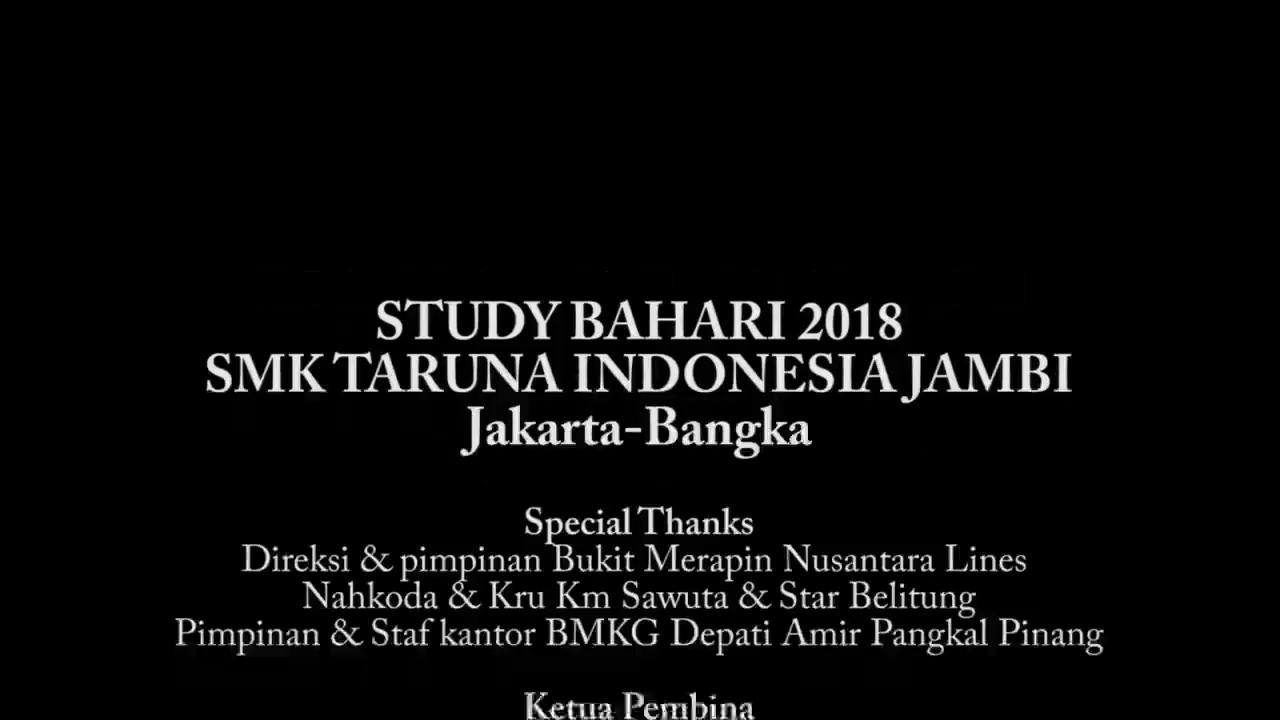 STUDY BAHARI 2018
SMK TARUNA INDONESIA JAMBI
Jakarta-Bangka
Special Thanks
Direksi & pimpinan Bukit Merapin Nusantara Lines
Nahkoda & Kru Km Sawuta & Star Belitung
Pimpinan & Staf kantor BMKG Depati Amir Pangkal Pinang
Ketua Pembina